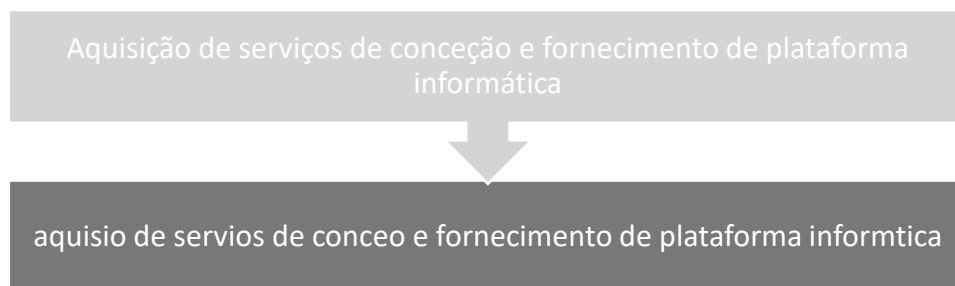 Aquisição de serviços de conceção e fornecimento de plataforma
informática
aquisio de servios de conceo e fornecimento de plataforma informtica